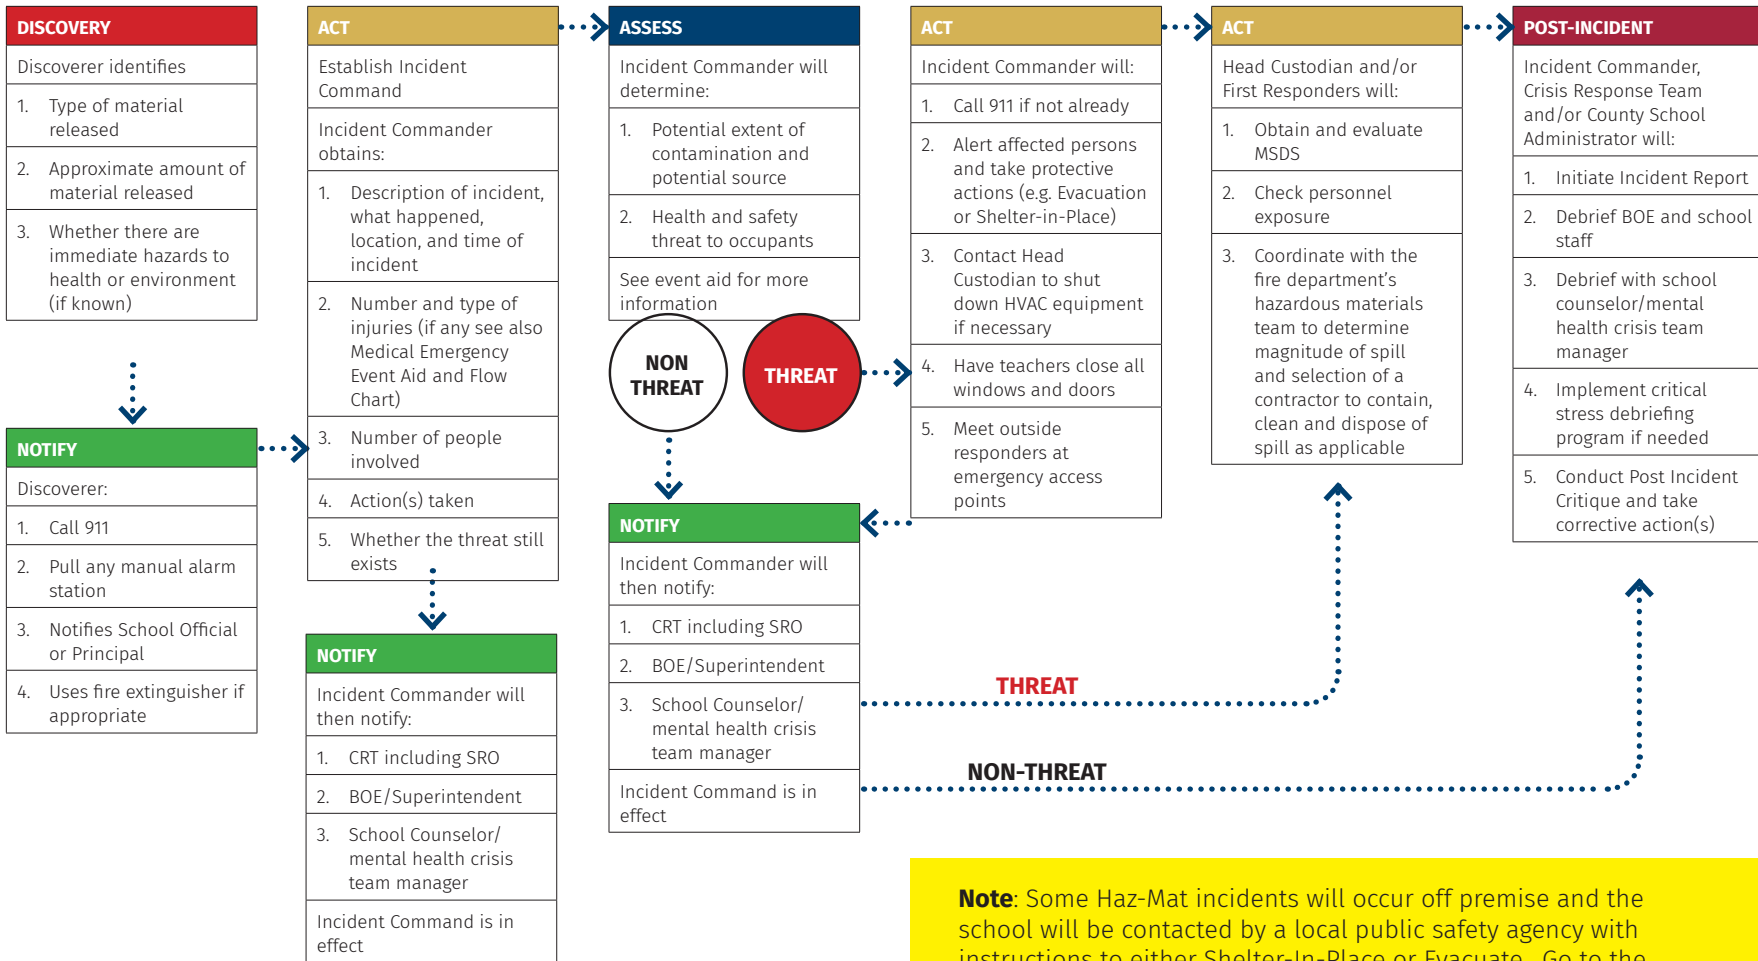 DISCOVERY
Discoverer identifies
1. Type of material
released
2. Approximate amount of
material released
3. Whether there are
immediate hazards to
health or environment
(if known)
NOTIFY
Discoverer:
1. Call 911
2. Pull any manual alarm
station
3. Notifies School Official
or Principal
4. Uses fire extinguisher if
appropriate
ACT
Establish Incident
Command
Incident Commander
obtains:
1. Description of incident,
what happened,
location, and time of
incident
2. Number and type of
injuries (if any see also
Medical Emergency
Event Aid and Flow
Chart)
3. Number of people
involved
4. Action(s) taken
5. Whether the threat still
exists
NOTIFY
Incident Commander will
then notify:
1. CRT including SRO
2. BOE/Superintendent
3. School Counselor/
mental health crisis
team manager
Incident Command is in
effect
ASSESS
Incident Commander will
determine:
1. Potential extent of
contamination and
potential source
2. Health and safety
threat to occupants
See event aid for more
information
NON
THREAT
THREAT
NOTIFY
Incident Commander will
then notify:
1. CRT including SRO
2. BOE/Superintendent
3. School Counselor/
mental health crisis
team manager
Incident Command is in
effect
ACT
Incident Commander will:
1. Call 911 if not already
2. Alert affected persons
and take protective
actions (e.g. Evacuation
or Shelter-in-Place)
3. Contact Head
Custodian to shut
down HVAC equipment
if necessary
4. Have teachers close all
windows and doors
5. Meet outside
responders at
emergency access
points
ACT
Head Custodian and/or
First Responders will:
1. Obtain and evaluate
MSDS
2. Check personnel
exposure
3. Coordinate with the
fire department's
hazardous materials
team to determine
magnitude of spill
and selection of a
contractor to contain,
clean and dispose of
spill as applicable
POST-INCIDENT
Incident Commander,
Crisis Response Team
and/or County School
Administrator will:
1. Initiate Incident Report
2. Debrief BOE and school
staff
3. Debrief with school
counselor/mental
health crisis team
manager
4. Implement critical
stress debriefing
program if needed
5. Conduct Post Incident
Critique and take
corrective action(s)
THREAT
NON-THREAT
Note: Some Haz-Mat incidents will occur off premise and the
school will be contacted by a local public safety agency with
instructions to either Shelter-In-Place or Evacuate. Go to the